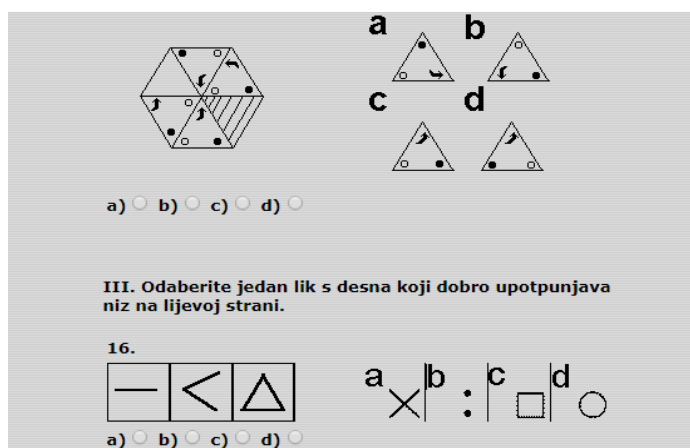 a b
c d
a) b) c) d)
III. Odaberite jedan lik s desna koji dobro upotpunjava
niz na lijevoj strani.
16.
a b c d
a) b) c) d)